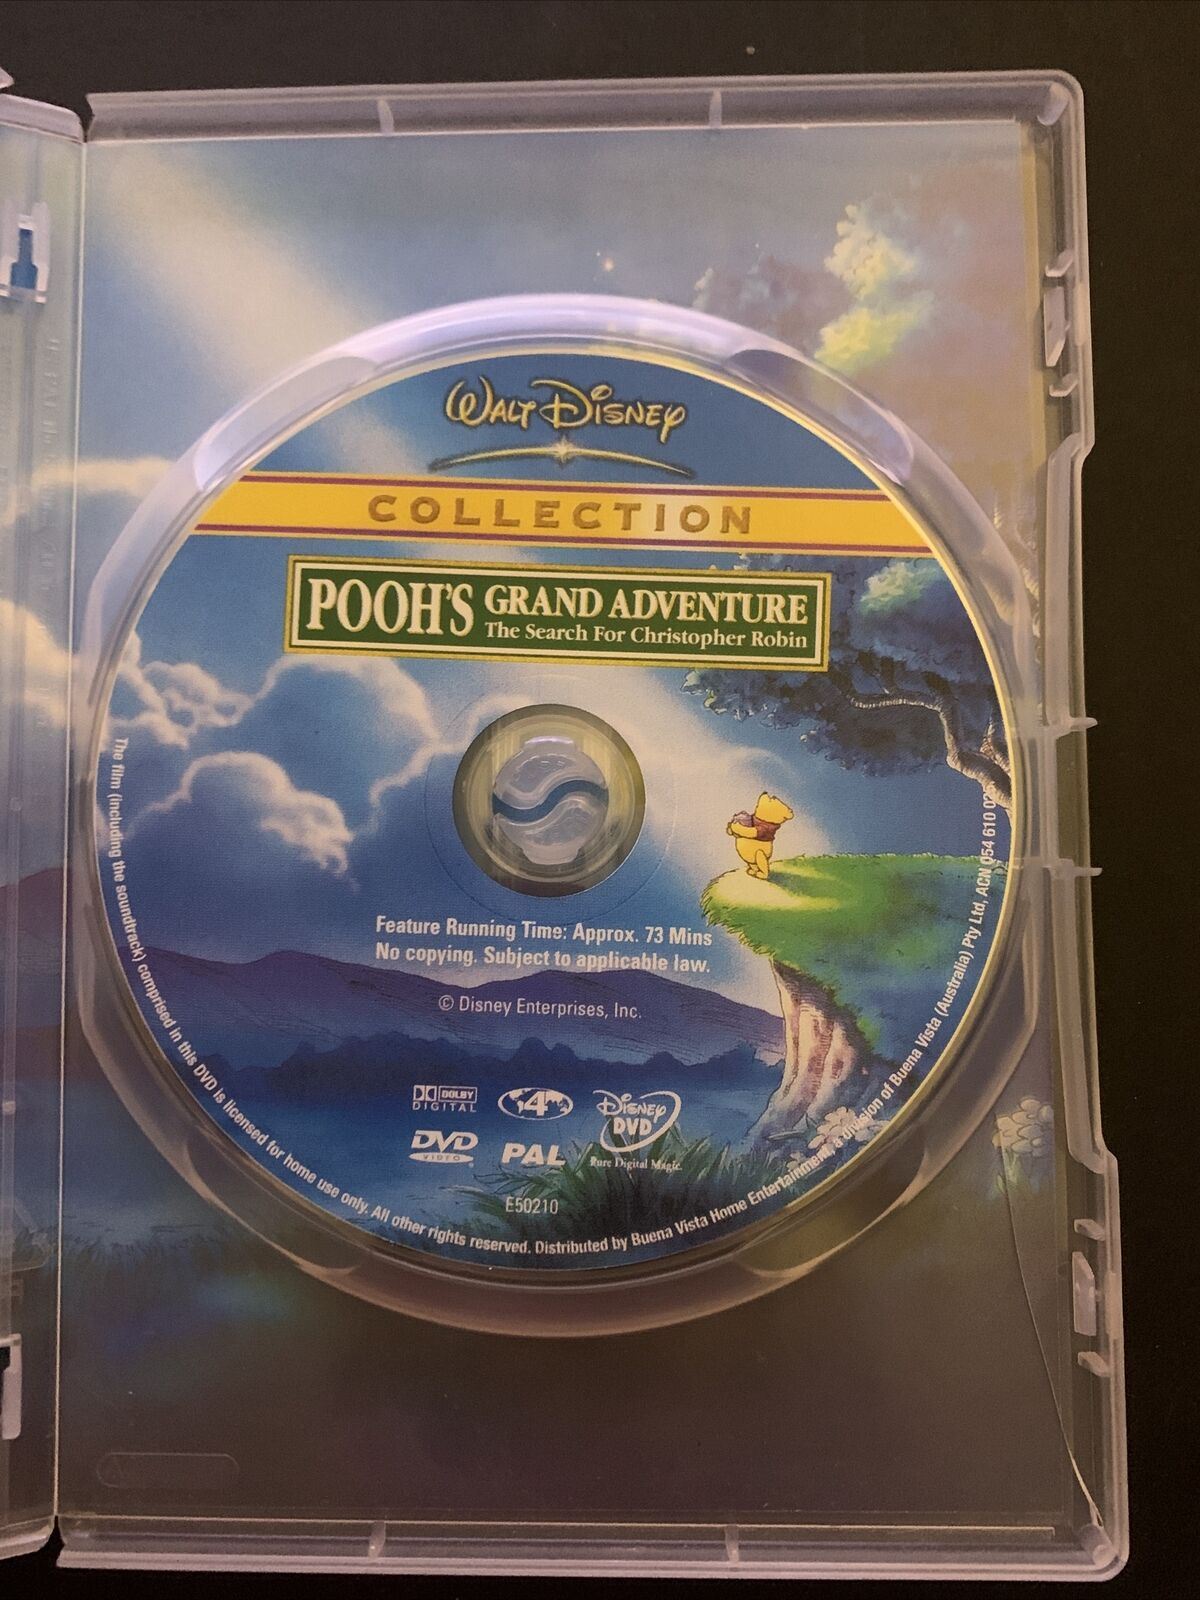 WALT DISNEY
COLLECTION
POOH'S GRAND ADVENTURE
The Search For Christopher Robin
Feature Running Time: Approx. 73 Mins
No copying. Subject to applicable law.
© Disney Enterprises, Inc.
DOLBY
DIGITAL
4
DISNEY
DVD
Pure Digital Magic.
DVD
VIDEO
PAL
E50210
The film (including the soundtrack) comprised in this DVD is licensed for home use only. All other rights reserved. Distributed by Buena Vista Home Entertainment, a division of Buena Vista (Australia) Pty Ltd, ACN 054 610